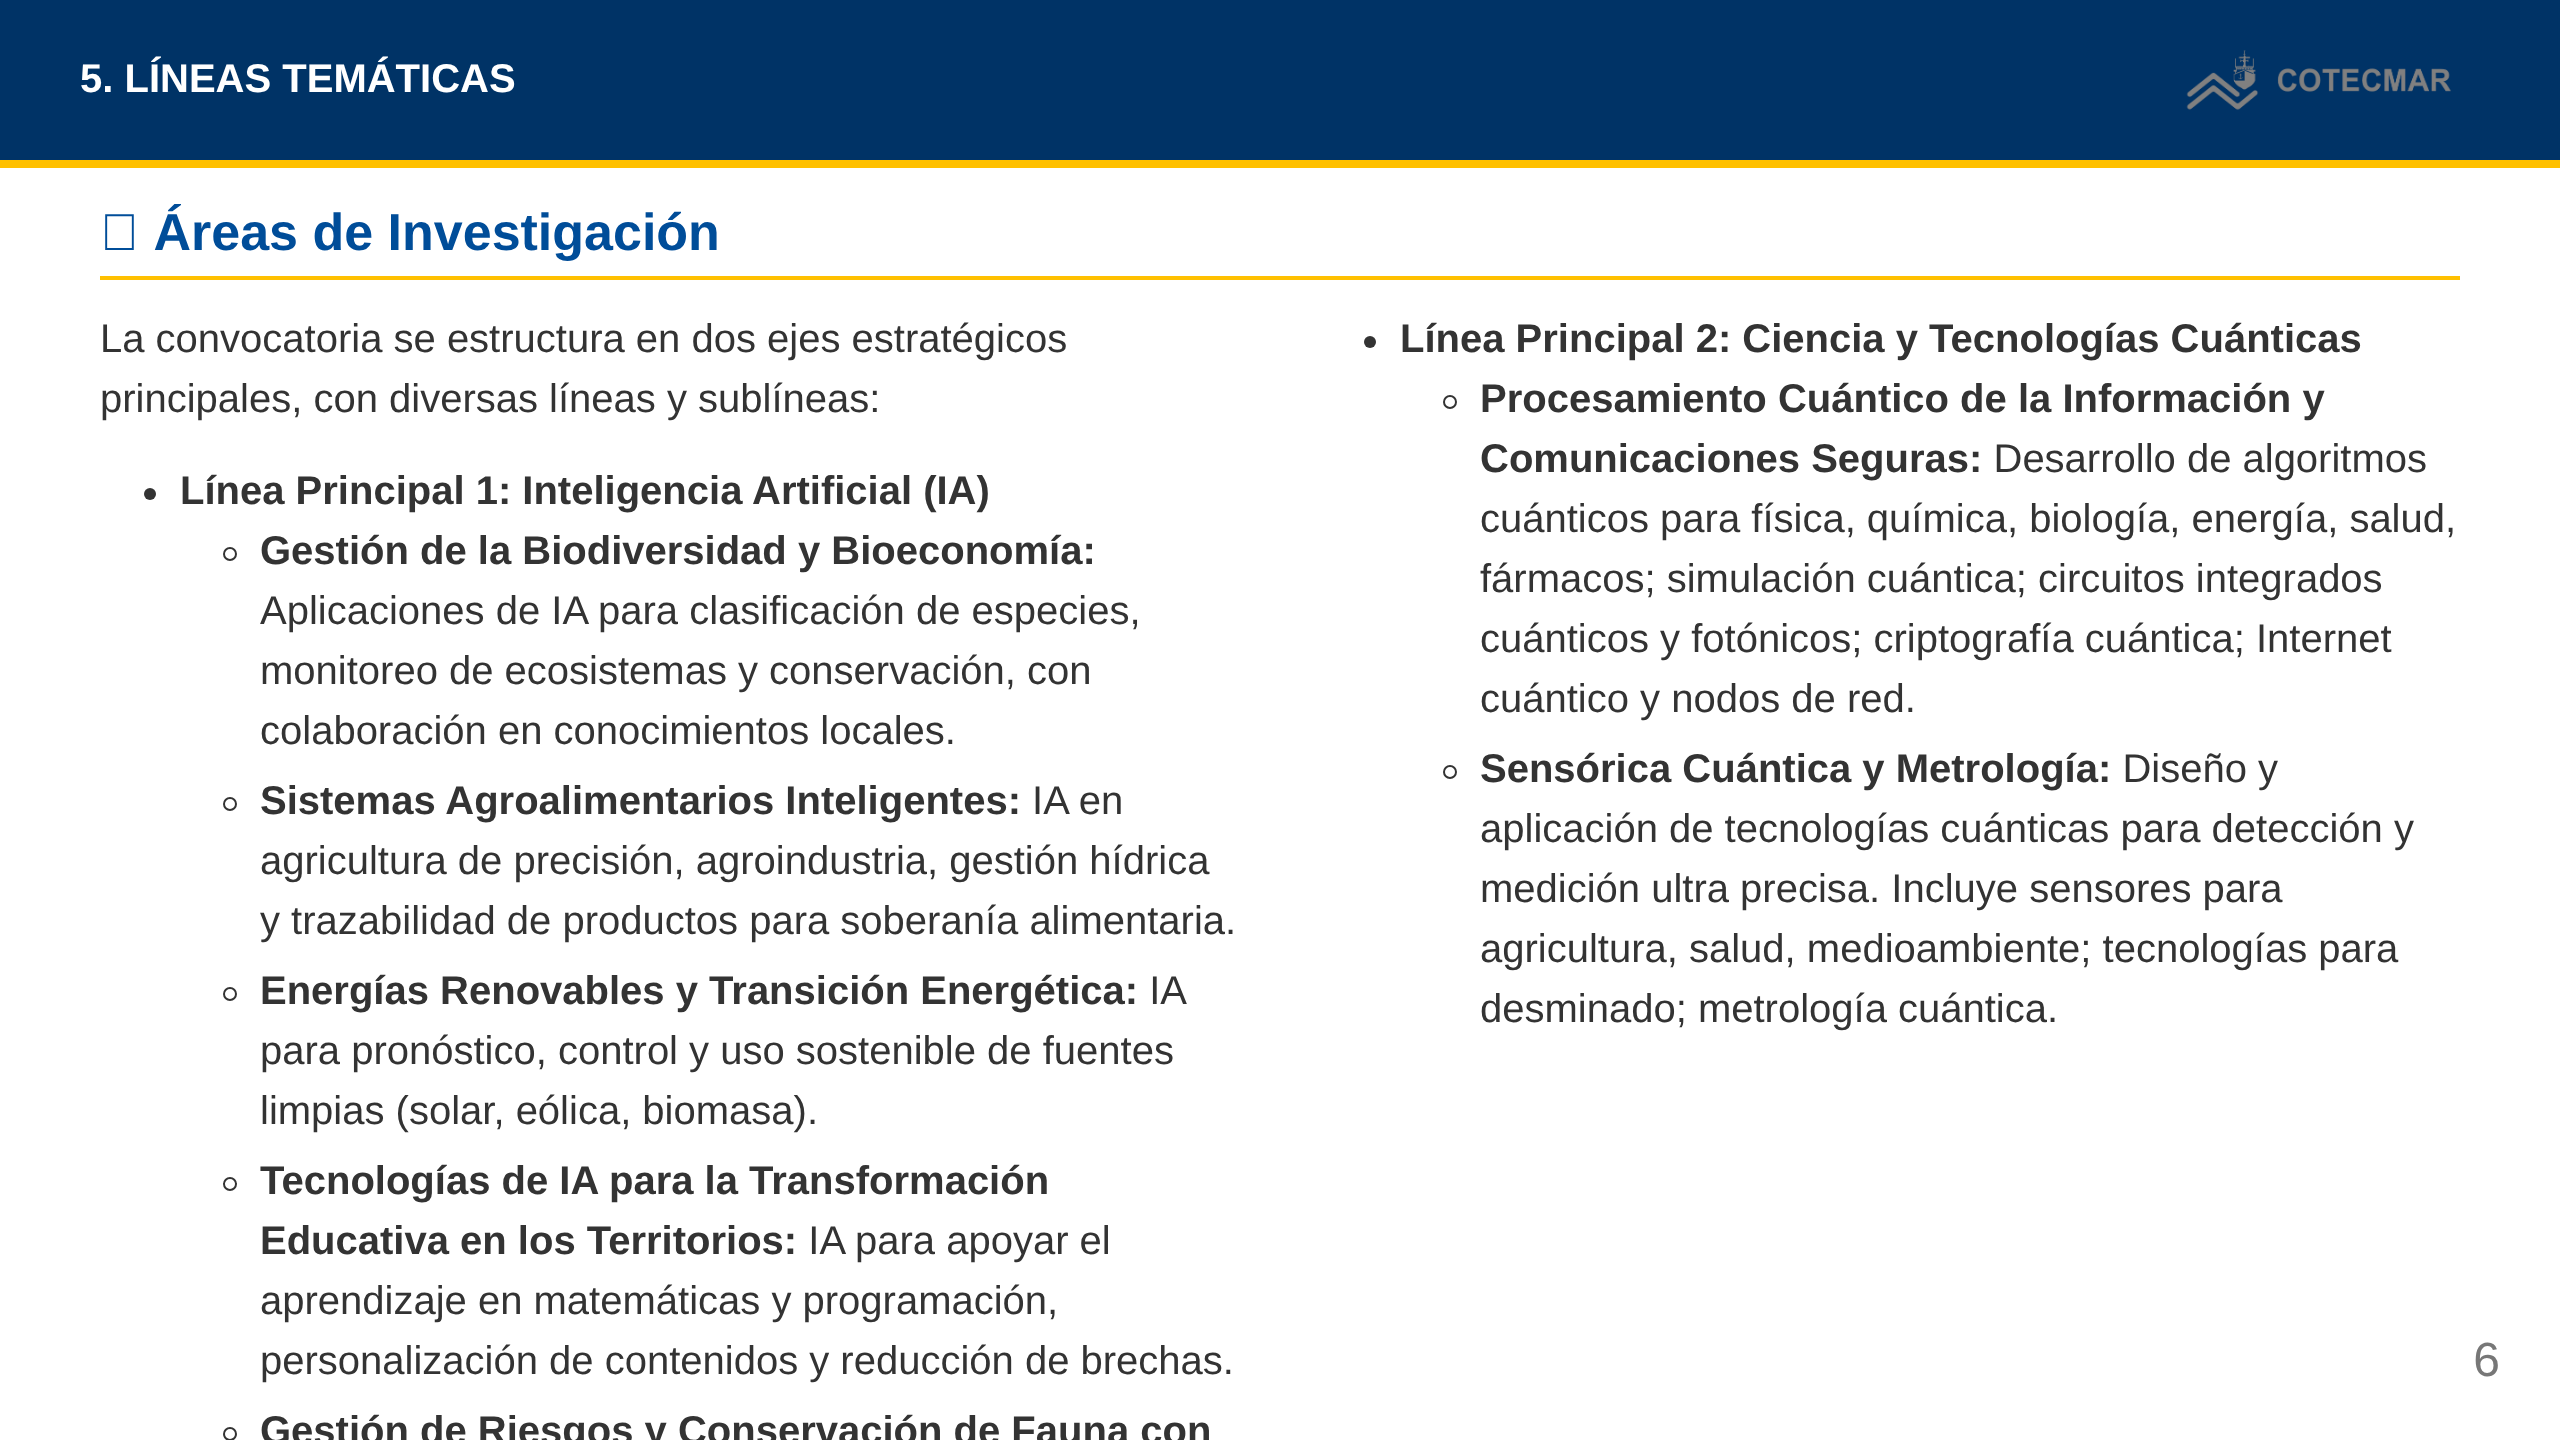 5. LÍNEAS TEMÁTICAS
COTECMAR
Áreas de Investigación
La convocatoria se estructura en dos ejes estratégicos
principales, con diversas líneas y sublíneas:
Línea Principal 1: Inteligencia Artificial (IA)
Gestión de la Biodiversidad y Bioeconomía:
Aplicaciones de IA para clasificación de especies,
monitoreo de ecosistemas y conservación, con
colaboración en conocimientos locales.
Sistemas Agroalimentarios Inteligentes: IA en
agricultura de precisión, agroindustria, gestión hídrica
y trazabilidad de productos para soberanía alimentaria.
Energías Renovables y Transición Energética: IA
para pronóstico, control y uso sostenible de fuentes
limpias (solar, eólica, biomasa).
Tecnologías de IA para la Transformación
Educativa en los Territorios: IA para apoyar el
aprendizaje en matemáticas y programación,
personalización de contenidos y reducción de brechas.
Gestión de Riesgos y Conservación de Fauna con
Línea Principal 2: Ciencia y Tecnologías Cuánticas
Procesamiento Cuántico de la Información y
Comunicaciones Seguras: Desarrollo de algoritmos
cuánticos para física, química, biología, energía, salud,
fármacos; simulación cuántica; circuitos integrados
cuánticos y fotónicos; criptografía cuántica; Internet
cuántico y nodos de red.
Sensórica Cuántica y Metrología: Diseño y
aplicación de tecnologías cuánticas para detección y
medición ultra precisa. Incluye sensores para
agricultura, salud, medioambiente; tecnologías para
desminado; metrología cuántica.
6